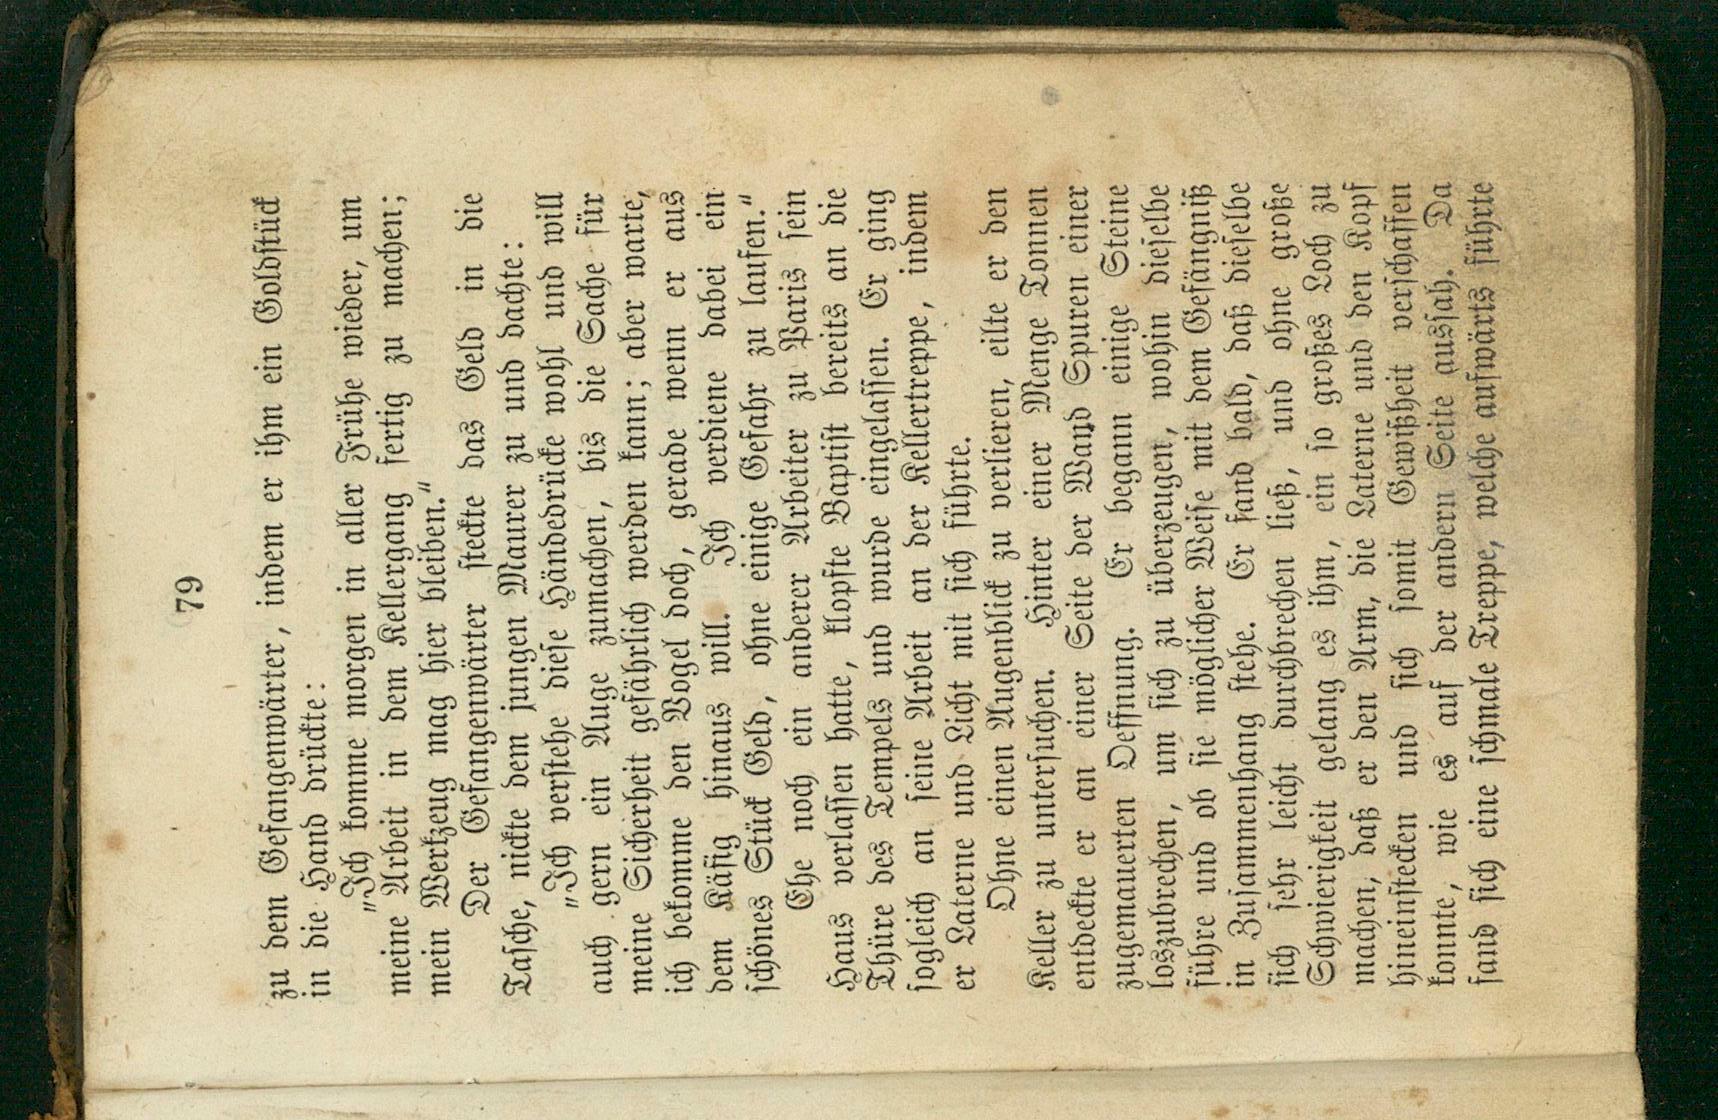 79
zu dem Gefangenwärter, indem er ihm ein Goldstück
in die Hand drückte:
„Ich komme morgen in aller Frühe wieder, um
meine Arbeit in dem Kellergang fertig zu machen;
mein Werkzeug mag hier bleiben.“
Der Gefangenwärter steckte das Geld in die
Tasche, nickte dem jungen Maurer zu und dachte:
„Ich verstehe diese Händedrücke wohl und will
auch gern ein Auge zumachen, bis die Sache für
meine Sicherheit gefährlich werden kann; aber warte,
ich bekomme den Vogel doch, gerade wenn er aus
dem Käfig hinaus will. Ich verdiene dabei ein
schönes Stück Geld, ohne einige Gefahr zu laufen.“
Ehe noch ein anderer Arbeiter zu Paris sein
Haus verlassen hatte, klopfte Baptist bereits an die
Thüre des Tempels und wurde eingelassen. Er ging
sogleich an seine Arbeit an der Kellertreppe, indem
er Laterne und Licht mit sich führte.
Ohne einen Augenblick zu verlieren, eilte er den
Keller zu untersuchen. Hinter einer Menge Tonnen
entdeckte er an einer Seite der Wand Spuren einer
zugemauerten Oeffnung. Er begann einige Steine
loszubrechen, um sich zu überzeugen, wohin dieselbe
führe und ob sie möglicher Weise mit dem Gefängniß
in Zusammenhang stehe. Er fand bald, daß dieselbe
sich sehr leicht durchbrechen ließ, und ohne große
Schwierigkeit gelang es ihm, ein so großes Loch zu
machen, daß er den Arm, die Laterne und den Kopf
hineinstecken und sich somit Gewißheit verschaffen
konnte, wie es auf der andern Seite aussah. Da
fand sich eine schmale Treppe, welche aufwärts führte